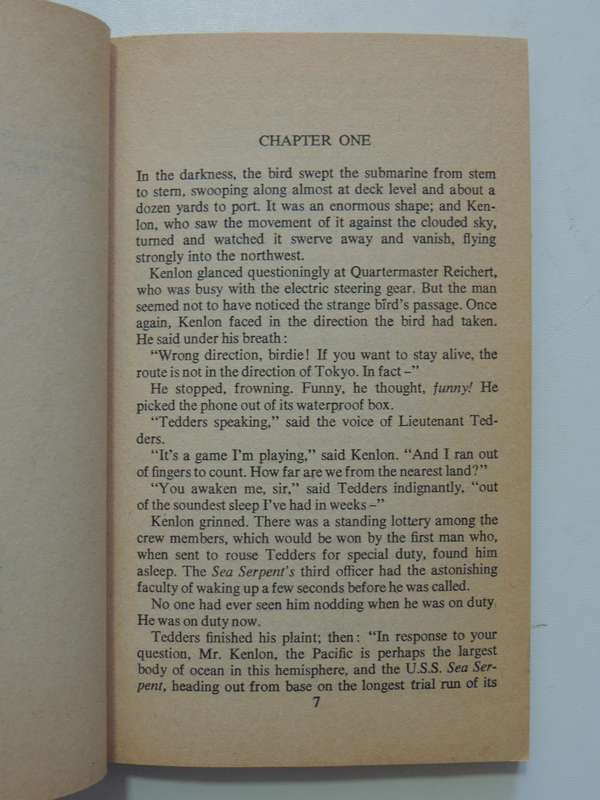 CHAPTER ONE
In the darkness, the bird swept the submarine from stem
to stern, swooping along almost at deck level and about a
dozen yards to port. It was an enormous shape; and Ken-
lon, who saw the movement of it against the clouded sky,
turned and watched it swerve away and vanish, flying
strongly into the northwest.
Kenlon glanced questioningly at Quartermaster Reichert,
who was busy with the electric steering gear. But the man
seemed not to have noticed the strange bird's passage. Once
again, Kenlon faced in the direction the bird had taken.
He said under his breath:
"Wrong direction, birdie! If you want to stay alive, the
route is not in the direction of Tokyo. In fact –"
He stopped, frowning. Funny, he thought, funny! He
picked the phone out of its waterproof box.
"Tedders speaking," said the voice of Lieutenant Ted-
ders.
"It's a game I'm playing," said Kenlon. "And I ran out
of fingers to count. How far are we from the nearest land?"
"You awaken me, sir," said Tedders indignantly, "out
of the soundest sleep I've had in weeks –"
Kenlon grinned. There was a standing lottery among the
crew members, which would be won by the first man who,
when sent to rouse Tedders for special duty, found him
asleep. The Sea Serpent's third officer had the astonishing
faculty of waking up a few seconds before he was called.
No one had ever seen him nodding when he was on duty.
He was on duty now.
Tedders finished his plaint; then: "In response to your
question, Mr. Kenlon, the Pacific is perhaps the largest
body of ocean in this hemisphere, and the U.S.S. Sea Ser-
pent, heading out from base on the longest trial run of its
7